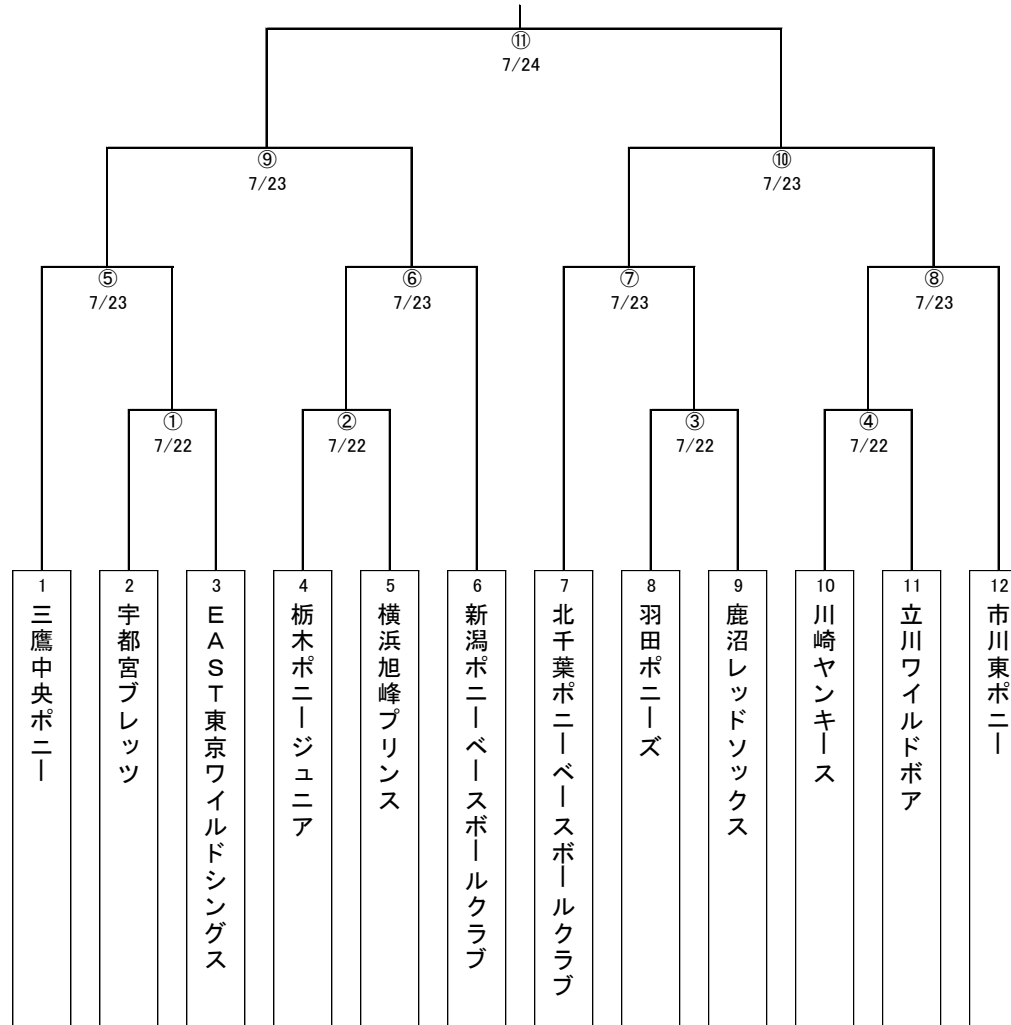 ⑪
7/24
⑨
7/23
⑩
7/23
⑤
7/23
⑥
7/23
⑦
7/23
⑧
7/23
①
7/22
②
7/22
③
7/22
④
7/22
1
三鷹中央ポニー
2
宇都宮ブレッツ
3
EAST東京ワイルドシングス
4
栃木ポニージュニア
5
横浜旭峰プリンス
6
新潟ポニーベースボールクラブ
7
北千葉ポニーベースボールクラブ
8
羽田ポニーズ
9
鹿沼レッドソックス
10
川崎ヤンキース
11
立川ワイルドボア
12
市川東ポニー